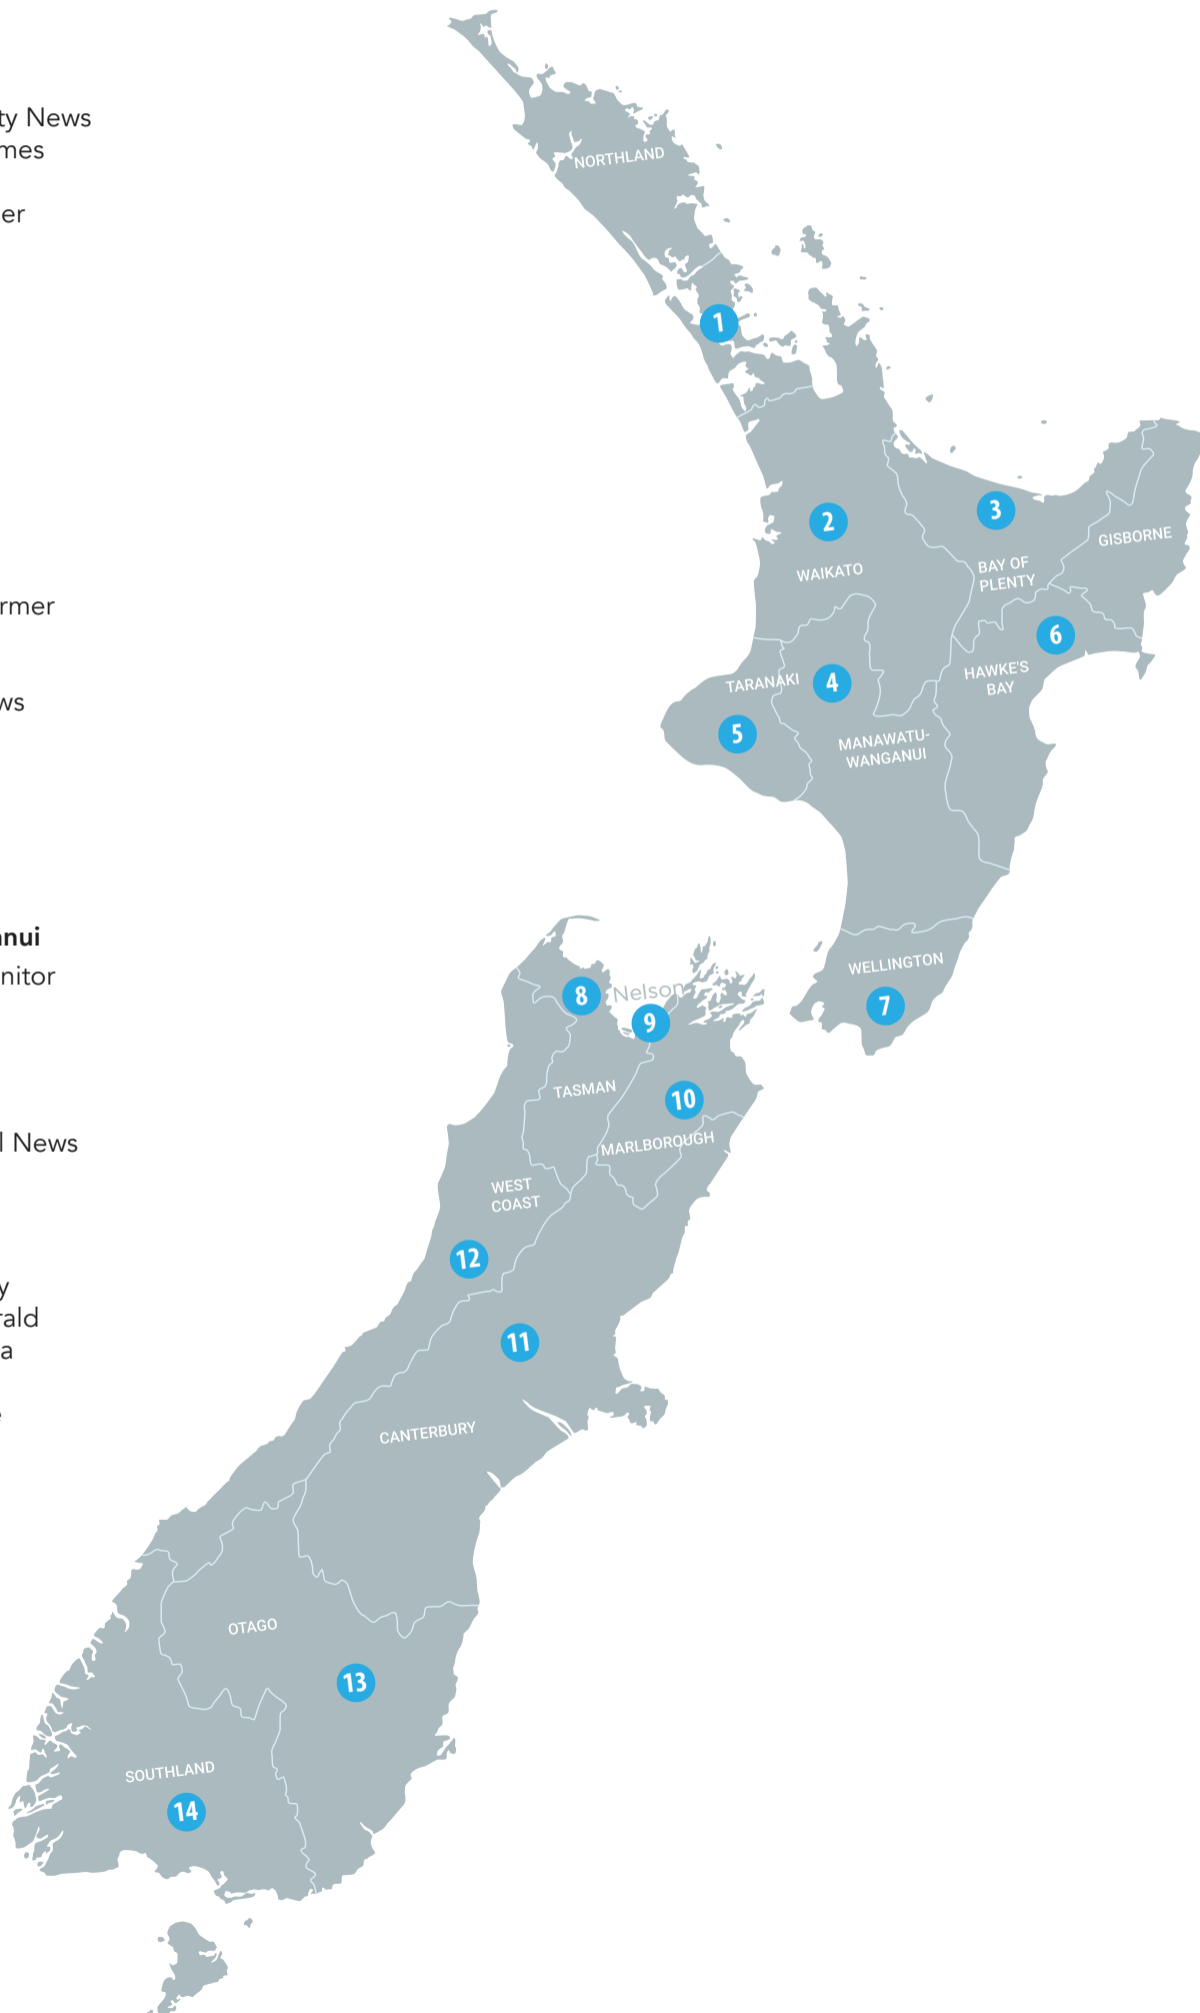 ty News
mes
er
rmer
ws
anui
nitor
l News
y
rald
a
e
NORTHLAND
1
2
WAIKATO
3
BAY OF
PLENTY
GISBORNE
6
HAWKE'S
BAY
TARANAKI
4
5
MANAWATU-
WANGANUI
WELLINGTON
7
8
Nelson
9
TASMAN
10
MARLBOROUGH
WEST
COAST
12
11
CANTERBURY
OTAGO
13
SOUTHLAND
14